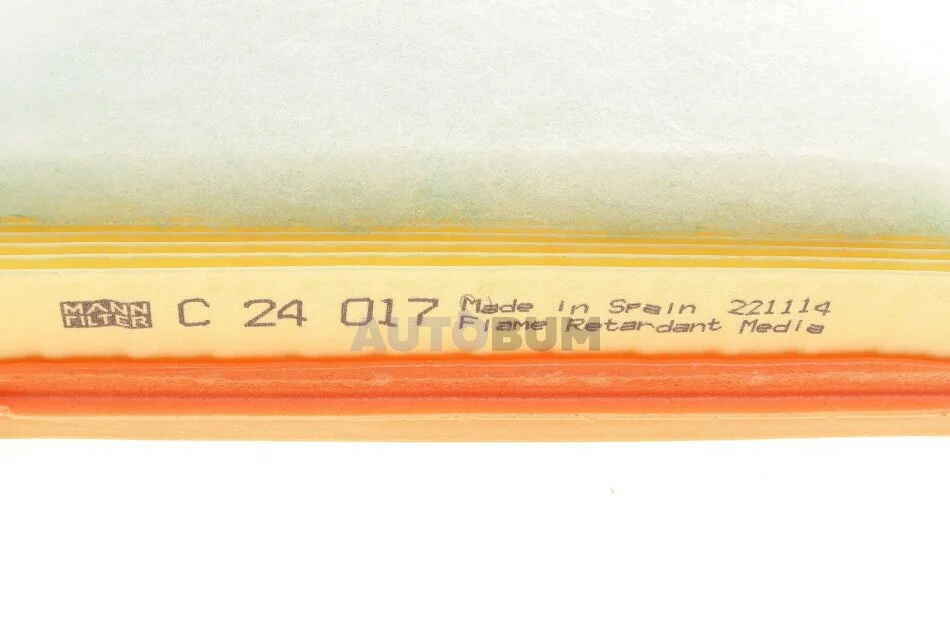 MANN
FILTER
C 24 017
Made in Spain 221114
Flame Retardant Media
AUTOBUM